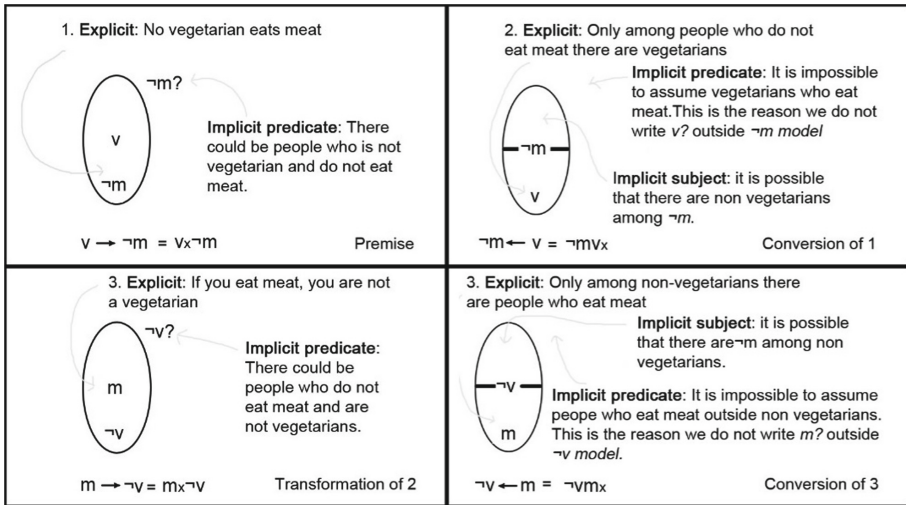 1. Explicit: No vegetarian eats meat
¬m?
v
¬m
Implicit predicate: There
could be people who is not
vegetarian and do not eat
meat.
v → ¬m = vx¬m
Premise
2. Explicit: Only among people who do not
eat meat there are vegetarians
Implicit predicate: It is impossible
to assume vegetarians who eat
meat.This is the reason we do not
write v? outside ¬m model
¬m
v
Implicit subject: it is possible
that there are non vegetarians
among ¬m.
¬m← v = ¬mvx
Conversion of 1
3. Explicit: If you eat meat, you are not
a vegetarian
¬v?
m
¬v
Implicit predicate:
There could be
people who do not
eat meat and are
not vegetarians.
m → ¬v = mx¬v
Transformation of 2
3. Explicit: Only among non-vegetarians there
are people who eat meat
Implicit subject: it is possible
that there are¬m among non
vegetarians.
¬v
m
Implicit predicate: It is impossible to assume
peope who eat meat outside non vegetarians.
This is the reason we do not write m? outside
¬v model.
¬v ← m = ¬vmx
Conversion of 3